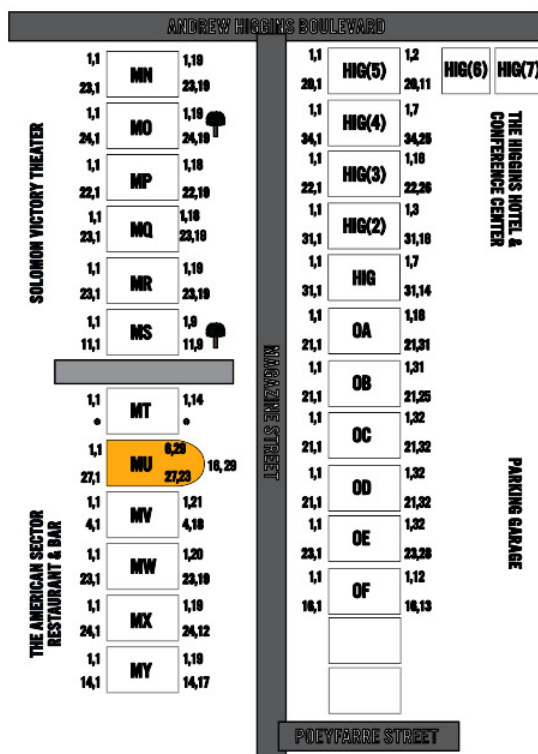 ANDREW HIGGINS BOULEVARD
1,1 MN 1,19
23,1 23,19
1,1 MO 1,19
24,1 24,19
1,1 MP 1,18
22,1 22,19
1,1 MQ 1,18
23,1 23,19
1,1 MR 1,19
23,1 23,19
1,1 MS 1,9
11,1 11,9
SOLOMON VICTORY THEATER
1,1 MT 1,14
1,1 MU 6,29
16,29
27,1 27,23
1,1 MV 1,21
4,1 4,18
1,1 MW 1,20
23,1 23,19
1,1 MX 1,19
24,1 24,12
1,1 MY 1,19
14,1 14,17
THE AMERICAN SECTOR
RESTAURANT & BAR
MAGAZINE STREET
1,1 HIG(5) 1,2
20,1 20,11
HIG(6) HIG(7)
1,1 HIG(4) 1,7
34,1 34,25
1,1 HIG(3) 1,16
22,1 22,26
1,1 HIG(2) 1,3
31,1 31,16
1,1 HIG 1,7
31,1 31,14
THE HIGGINS HOTEL &
CONFERENCE CENTER
1,1 OA 1,16
21,1 21,31
1,1 OB 1,31
21,1 21,25
1,1 OC 1,32
21,1 21,32
1,1 OD 1,32
21,1 21,32
1,1 OE 1,32
23,1 23,28
1,1 OF 1,12
16,1 16,13
PARKING GARAGE
POEYFARRE STREET